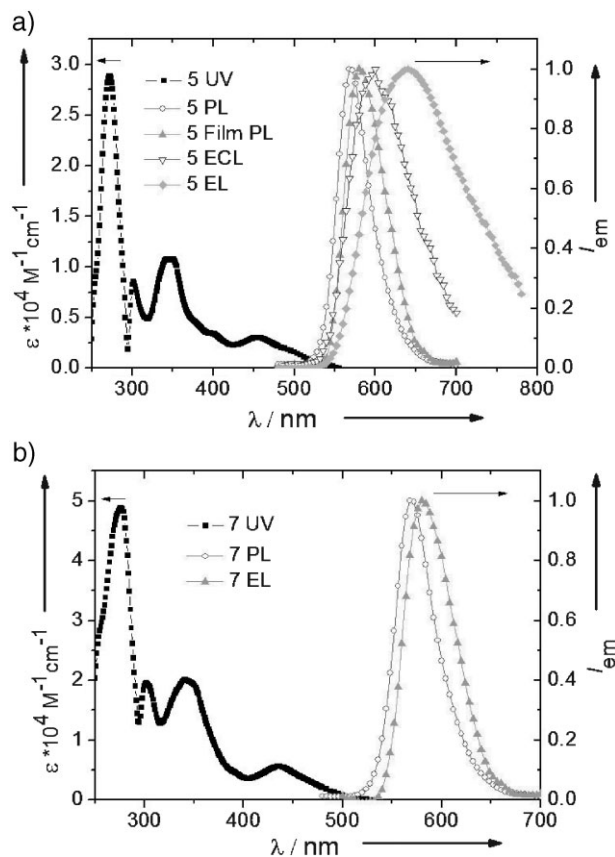 a)
3.0
2.5
2.0
1.5
1.0
0.5
0.0
ε *10⁴ M⁻¹cm⁻¹
5 UV
5 PL
5 Film PL
5 ECL
5 EL
1.0
0.8
0.6
0.4
0.2
0.0
I em
300 400 500 600 700 800
λ / nm
b)
5
4
3
2
1
0
ε *10⁴ M⁻¹cm⁻¹
7 UV
7 PL
7 EL
1.0
0.8
0.6
0.4
0.2
0.0
I em
300 400 500 600 700
λ / nm